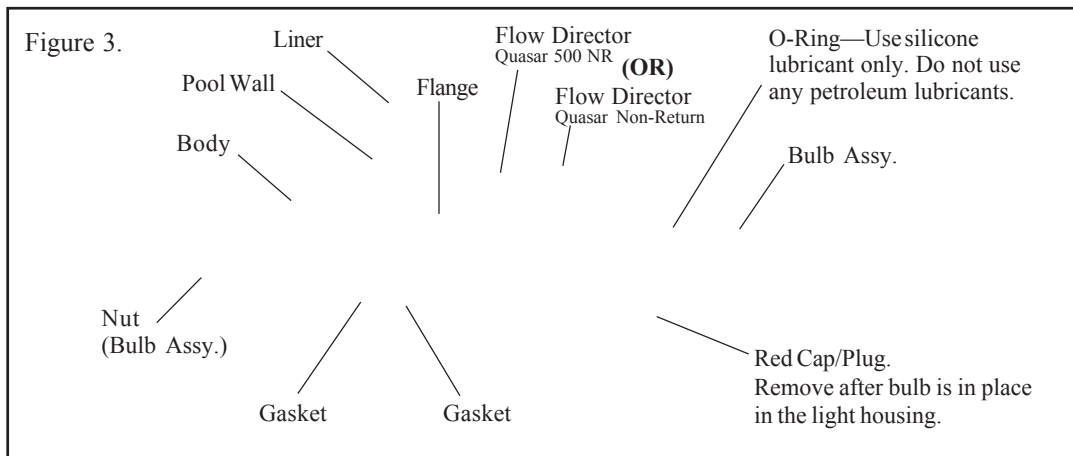 Figure 3.
Liner
Pool Wall
Body
Flange
Flow Director
Quasar 500 NR
(OR)
Flow Director
Quasar Non-Return
O-Ring—Use silicone
lubricant only. Do not use
any petroleum lubricants.
Bulb Assy.
Nut
(Bulb Assy.)
Gasket
Gasket
Red Cap/Plug.
Remove after bulb is in place
in the light housing.